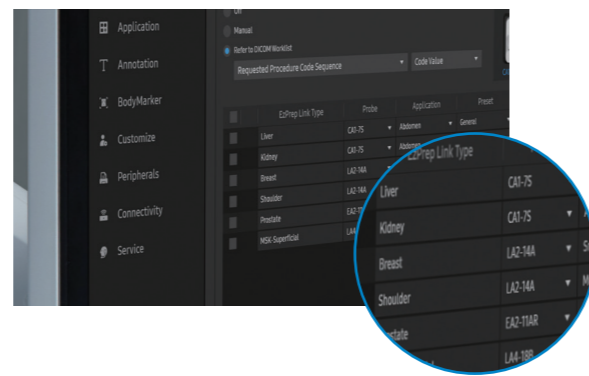 Off
Manual
Refer to DICOM Worklist
Requested Procedure Code Sequence Code Value
Application
Annotation
BodyMarker
Customize
Peripherals
Connectivity
Service
EzPrep Link Type Probe Application Preset
Liver CA1-7S Abdomen General
Kidney CA1-7S Abdomen
Breast LA2-14A
Shoulder LA2-14A
Prostate
MSK-Superficial
EzPrep Link Type
Liver CA1-7S
Kidney CA1-7S
Breast LA2-14A
Shoulder LA2-14A
EA2-11AR
LA4-18B